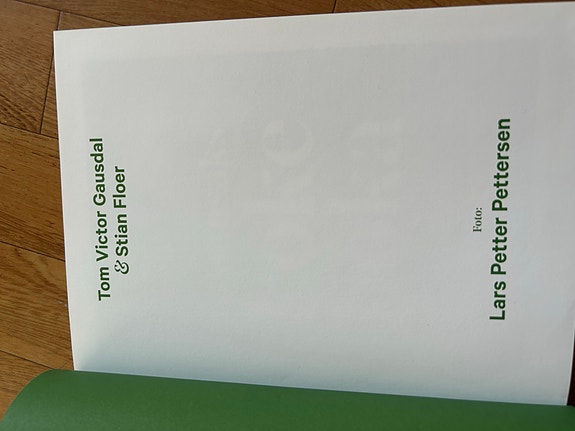 Tom Victor Gausdal
& Stian Floer
Foto:
Lars Petter Pettersen